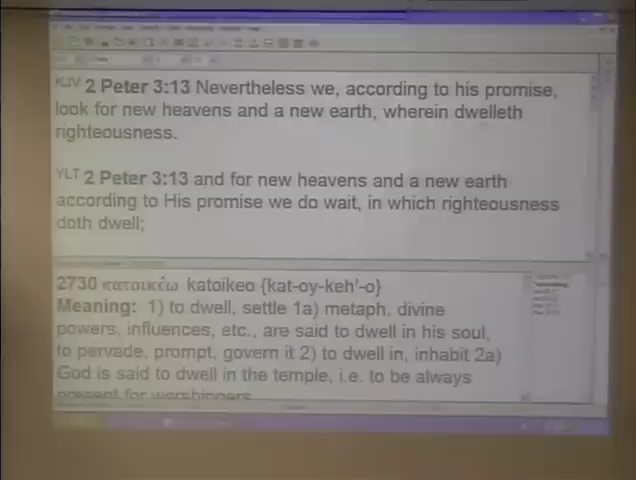 KJV 2 Peter 3:13 Nevertheless we, according to his promise,
look for new heavens and a new earth, wherein dwelleth
righteousness.
YLT 2 Peter 3:13 and for new heavens and a new earth
according to His promise we do wait, in which righteousness
doth dwell;
2730 κατοικέω katoikeo {kat-oy-keh'-o}
Meaning: 1) to dwell, settle 1a) metaph. divine
powers, influences, etc., are said to dwell in his soul,
to pervade, prompt, govern it 2) to dwell in, inhabit 2a)
God is said to dwell in the temple, i.e. to be always
present for worshippers